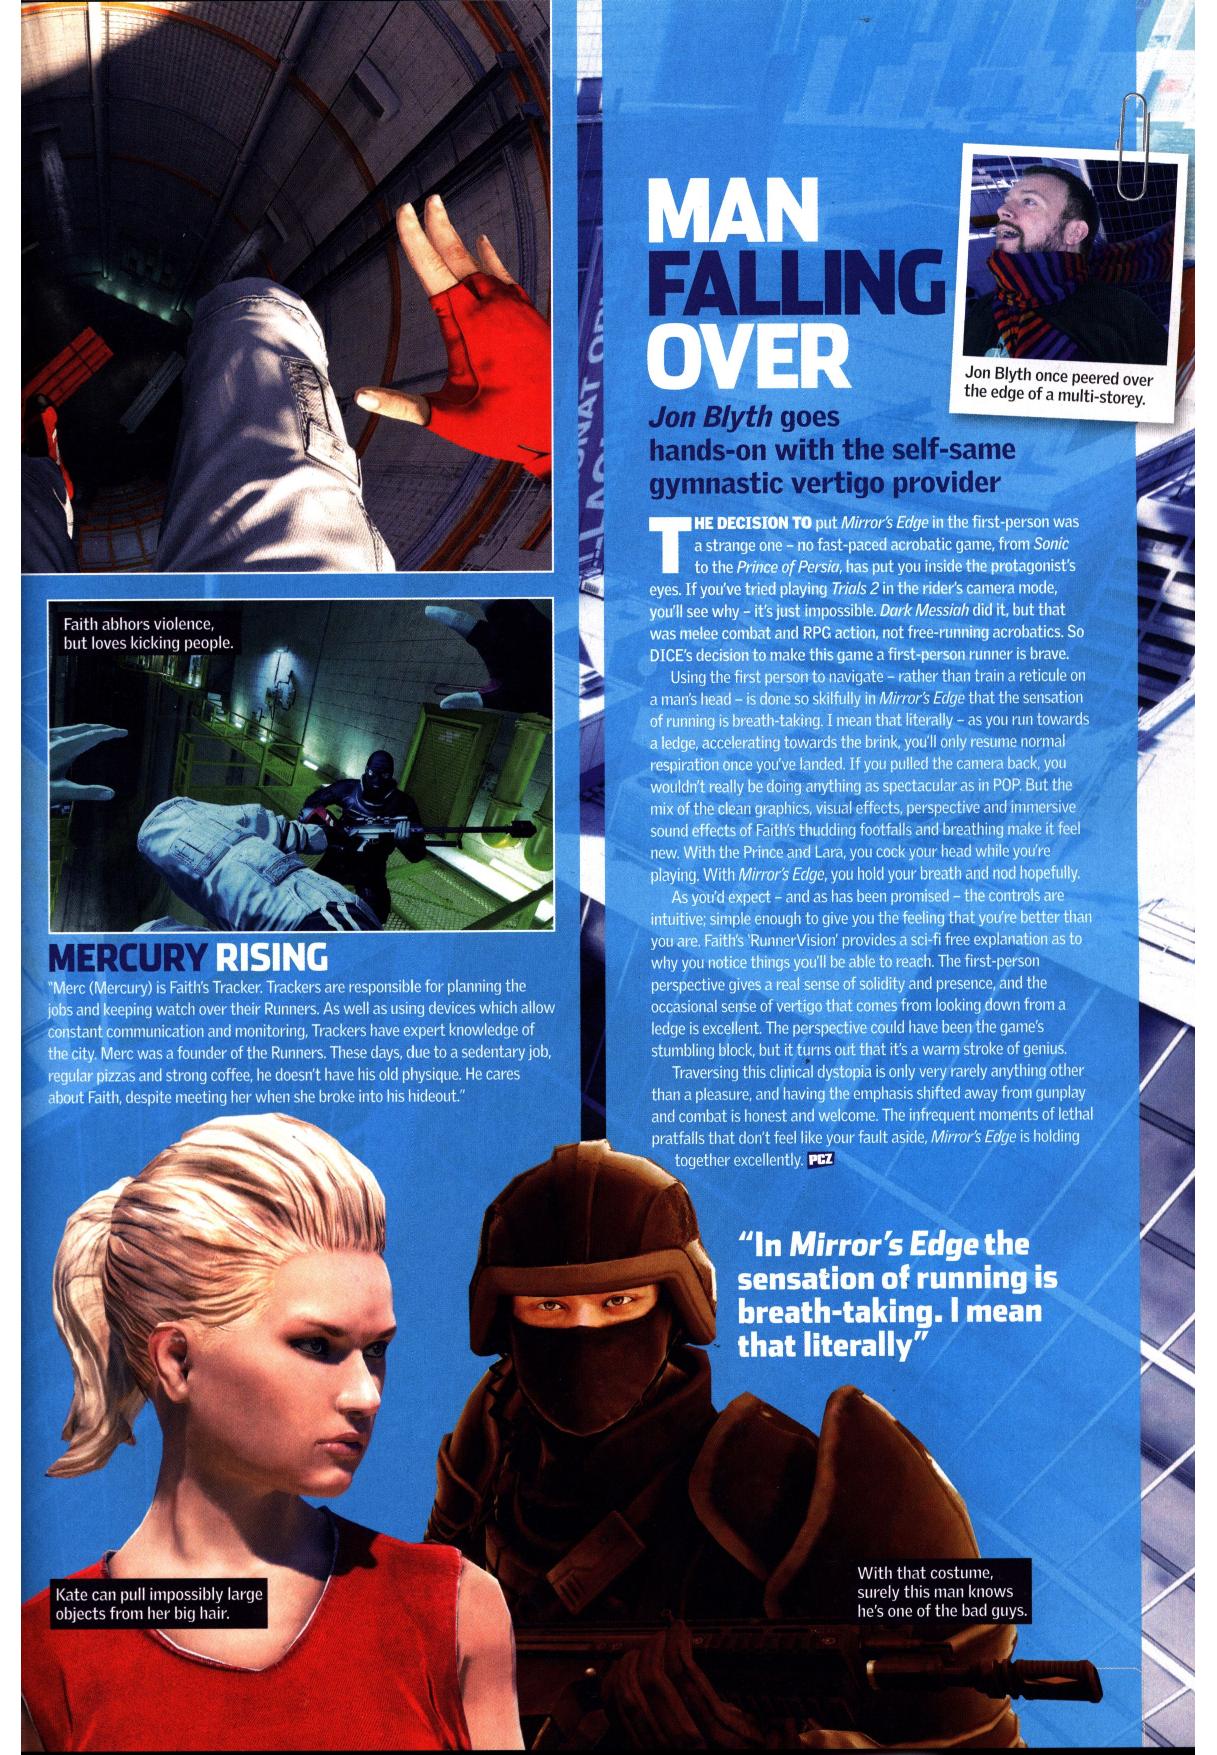 MAN
FALLING
OVER
Jon Blyth once peered over
the edge of a multi-storey.
Jon Blyth goes
hands-on with the self-same
gymnastic vertigo provider
THE DECISION TO put Mirror's Edge in the first-person was
a strange one – no fast-paced acrobatic game, from Sonic
to the Prince of Persia, has put you inside the protagonist's
eyes. If you've tried playing Trials 2 in the rider's camera mode,
you'll see why – it's just impossible. Dark Messiah did it, but that
was melee combat and RPG action, not free-running acrobatics. So
DICE's decision to make this game a first-person runner is brave.
Using the first person to navigate – rather than train a reticule on
a man's head – is done so skilfully in Mirror's Edge that the sensation
of running is breath-taking. I mean that literally – as you run towards
a ledge, accelerating towards the brink, you'll only resume normal
respiration once you've landed. If you pulled the camera back, you
wouldn't really be doing anything as spectacular as in POP. But the
mix of the clean graphics, visual effects, perspective and immersive
sound effects of Faith's thudding footfalls and breathing make it feel
new. With the Prince and Lara, you cock your head while you're
playing. With Mirror's Edge, you hold your breath and nod hopefully.
As you'd expect – and as has been promised – the controls are
intuitive; simple enough to give you the feeling that you're better than
you are. Faith's 'RunnerVision' provides a sci-fi free explanation as to
why you notice things you'll be able to reach. The first-person
perspective gives a real sense of solidity and presence, and the
occasional sense of vertigo that comes from looking down from a
ledge is excellent. The perspective could have been the game's
stumbling block, but it turns out that it's a warm stroke of genius.
Traversing this clinical dystopia is only very rarely anything other
than a pleasure, and having the emphasis shifted away from gunplay
and combat is honest and welcome. The infrequent moments of lethal
pratfalls that don't feel like your fault aside, Mirror's Edge is holding
together excellently. PCZ
Faith abhors violence,
but loves kicking people.
MERCURY RISING
"Merc (Mercury) is Faith's Tracker. Trackers are responsible for planning the
jobs and keeping watch over their Runners. As well as using devices which allow
constant communication and monitoring, Trackers have expert knowledge of
the city. Merc was a founder of the Runners. These days, due to a sedentary job,
regular pizzas and strong coffee, he doesn't have his old physique. He cares
about Faith, despite meeting her when she broke into his hideout."
"In Mirror's Edge the
sensation of running is
breath-taking. I mean
that literally"
Kate can pull impossibly large
objects from her big hair.
With that costume,
surely this man knows
he's one of the bad guys.